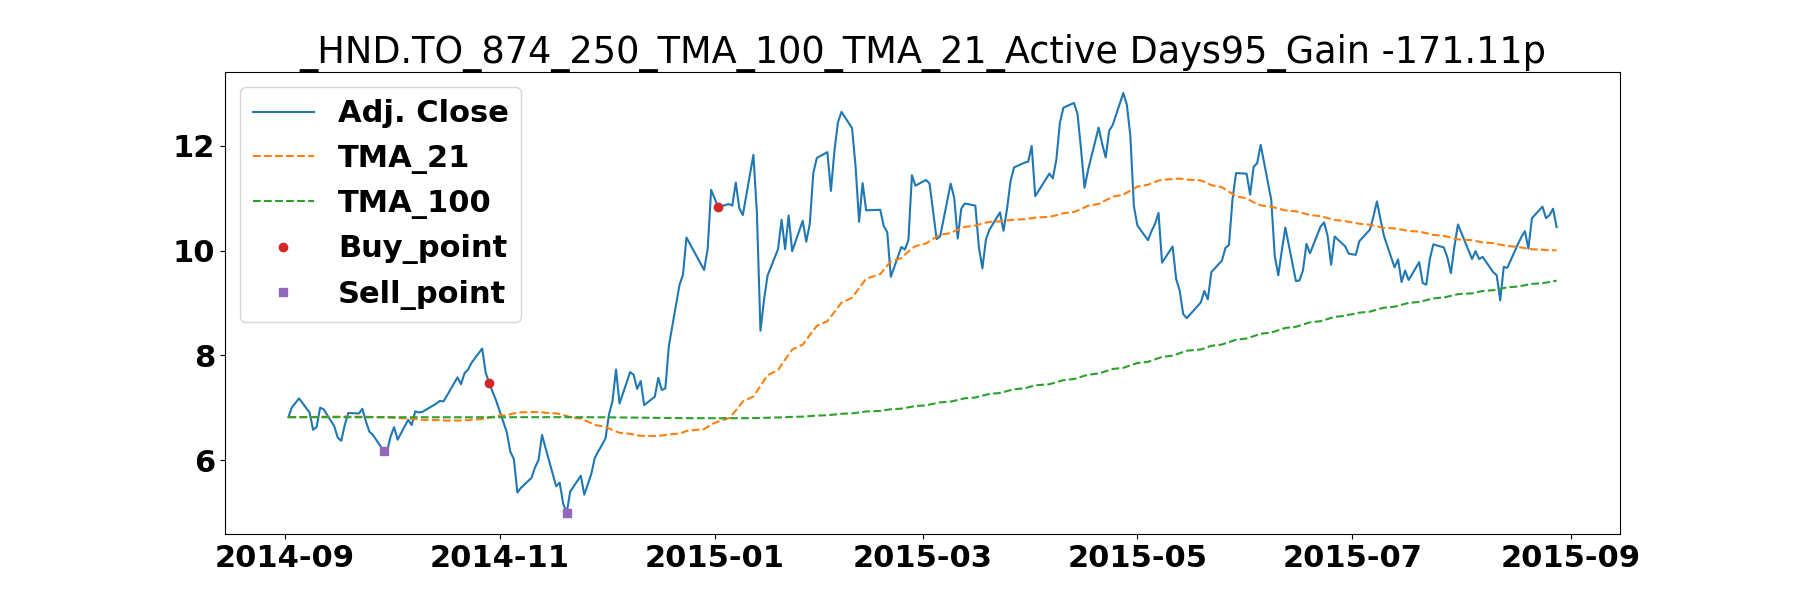 _HND.TO_874_250_TMA_100_TMA_21_Active Days95_Gain -171.11p
Adj. Close
TMA_21
TMA_100
Buy_point
Sell_point
12
10
8
6
2014-09 2014-11 2015-01 2015-03 2015-05 2015-07 2015-09